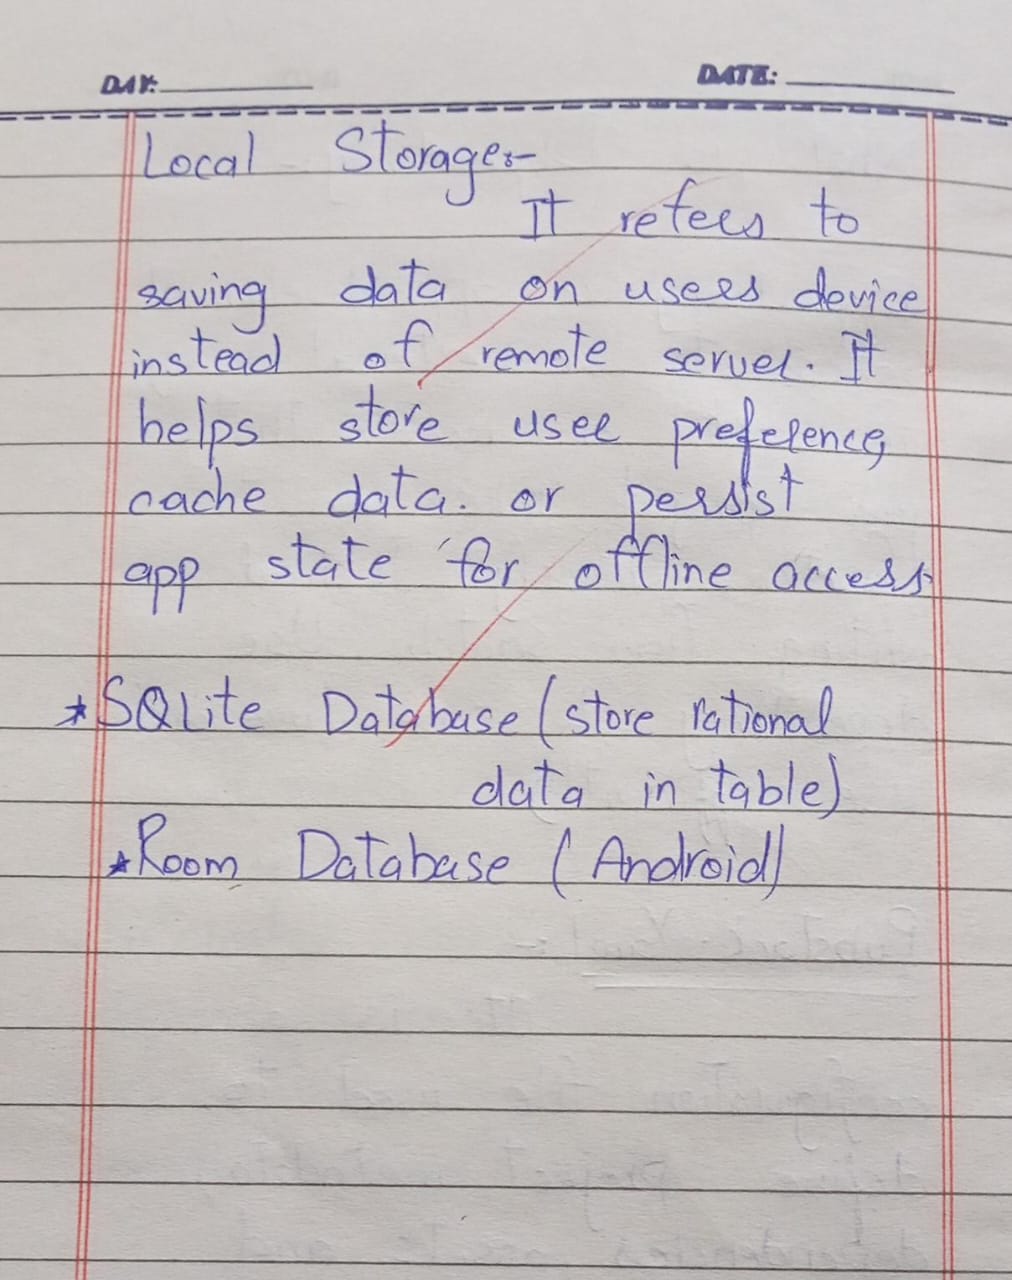 DAY:
DATE:
Local Storage:-
It refers to
saving data on users device
instead of remote server. It
helps store user preference,
cache data. or persist
app state for offline access.
*SQLite Database (store rational
data in table)
*Room Database (Android)